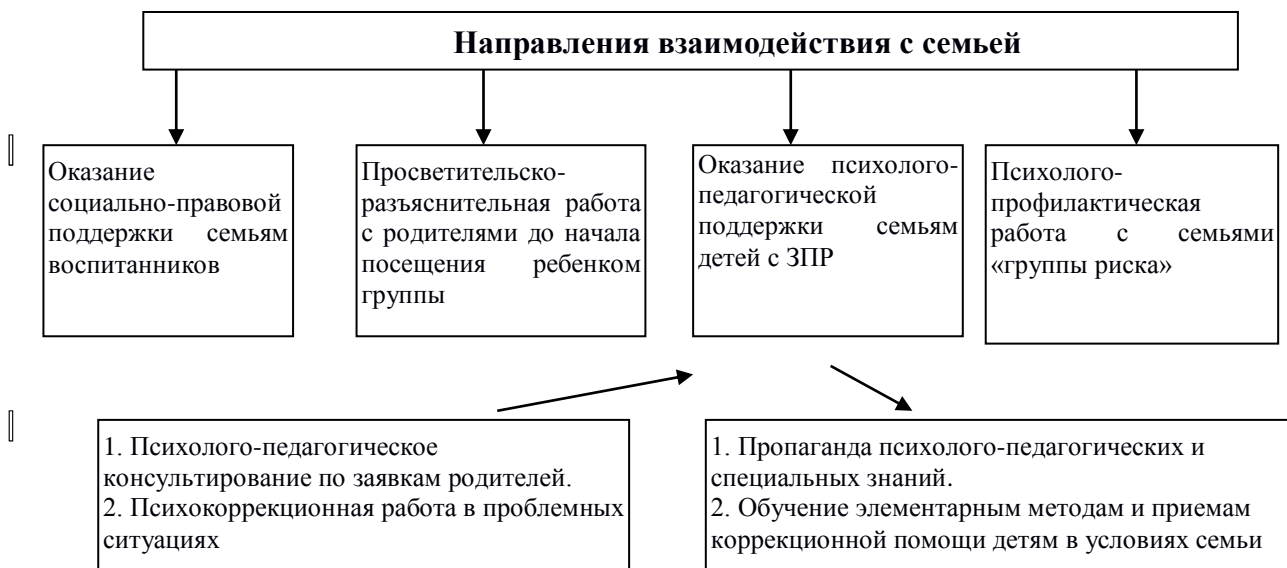 Направления взаимодействия с семьей
Оказание
социально-правовой
поддержки семьям
воспитанников
Просветительско-
разъяснительная работа
с родителями до начала
посещения ребенком
группы
Оказание психолого-
педагогической
поддержки семьям
детей с ЗПР
Психолого-
профилактическая
работа с семьями
«группы риска»
1. Психолого-педагогическое
консультирование по заявкам родителей.
2. Психокоррекционная работа в проблемных
ситуациях
1. Пропаганда психолого-педагогических и
специальных знаний.
2. Обучение элементарным методам и приемам
коррекционной помощи детям в условиях семьи